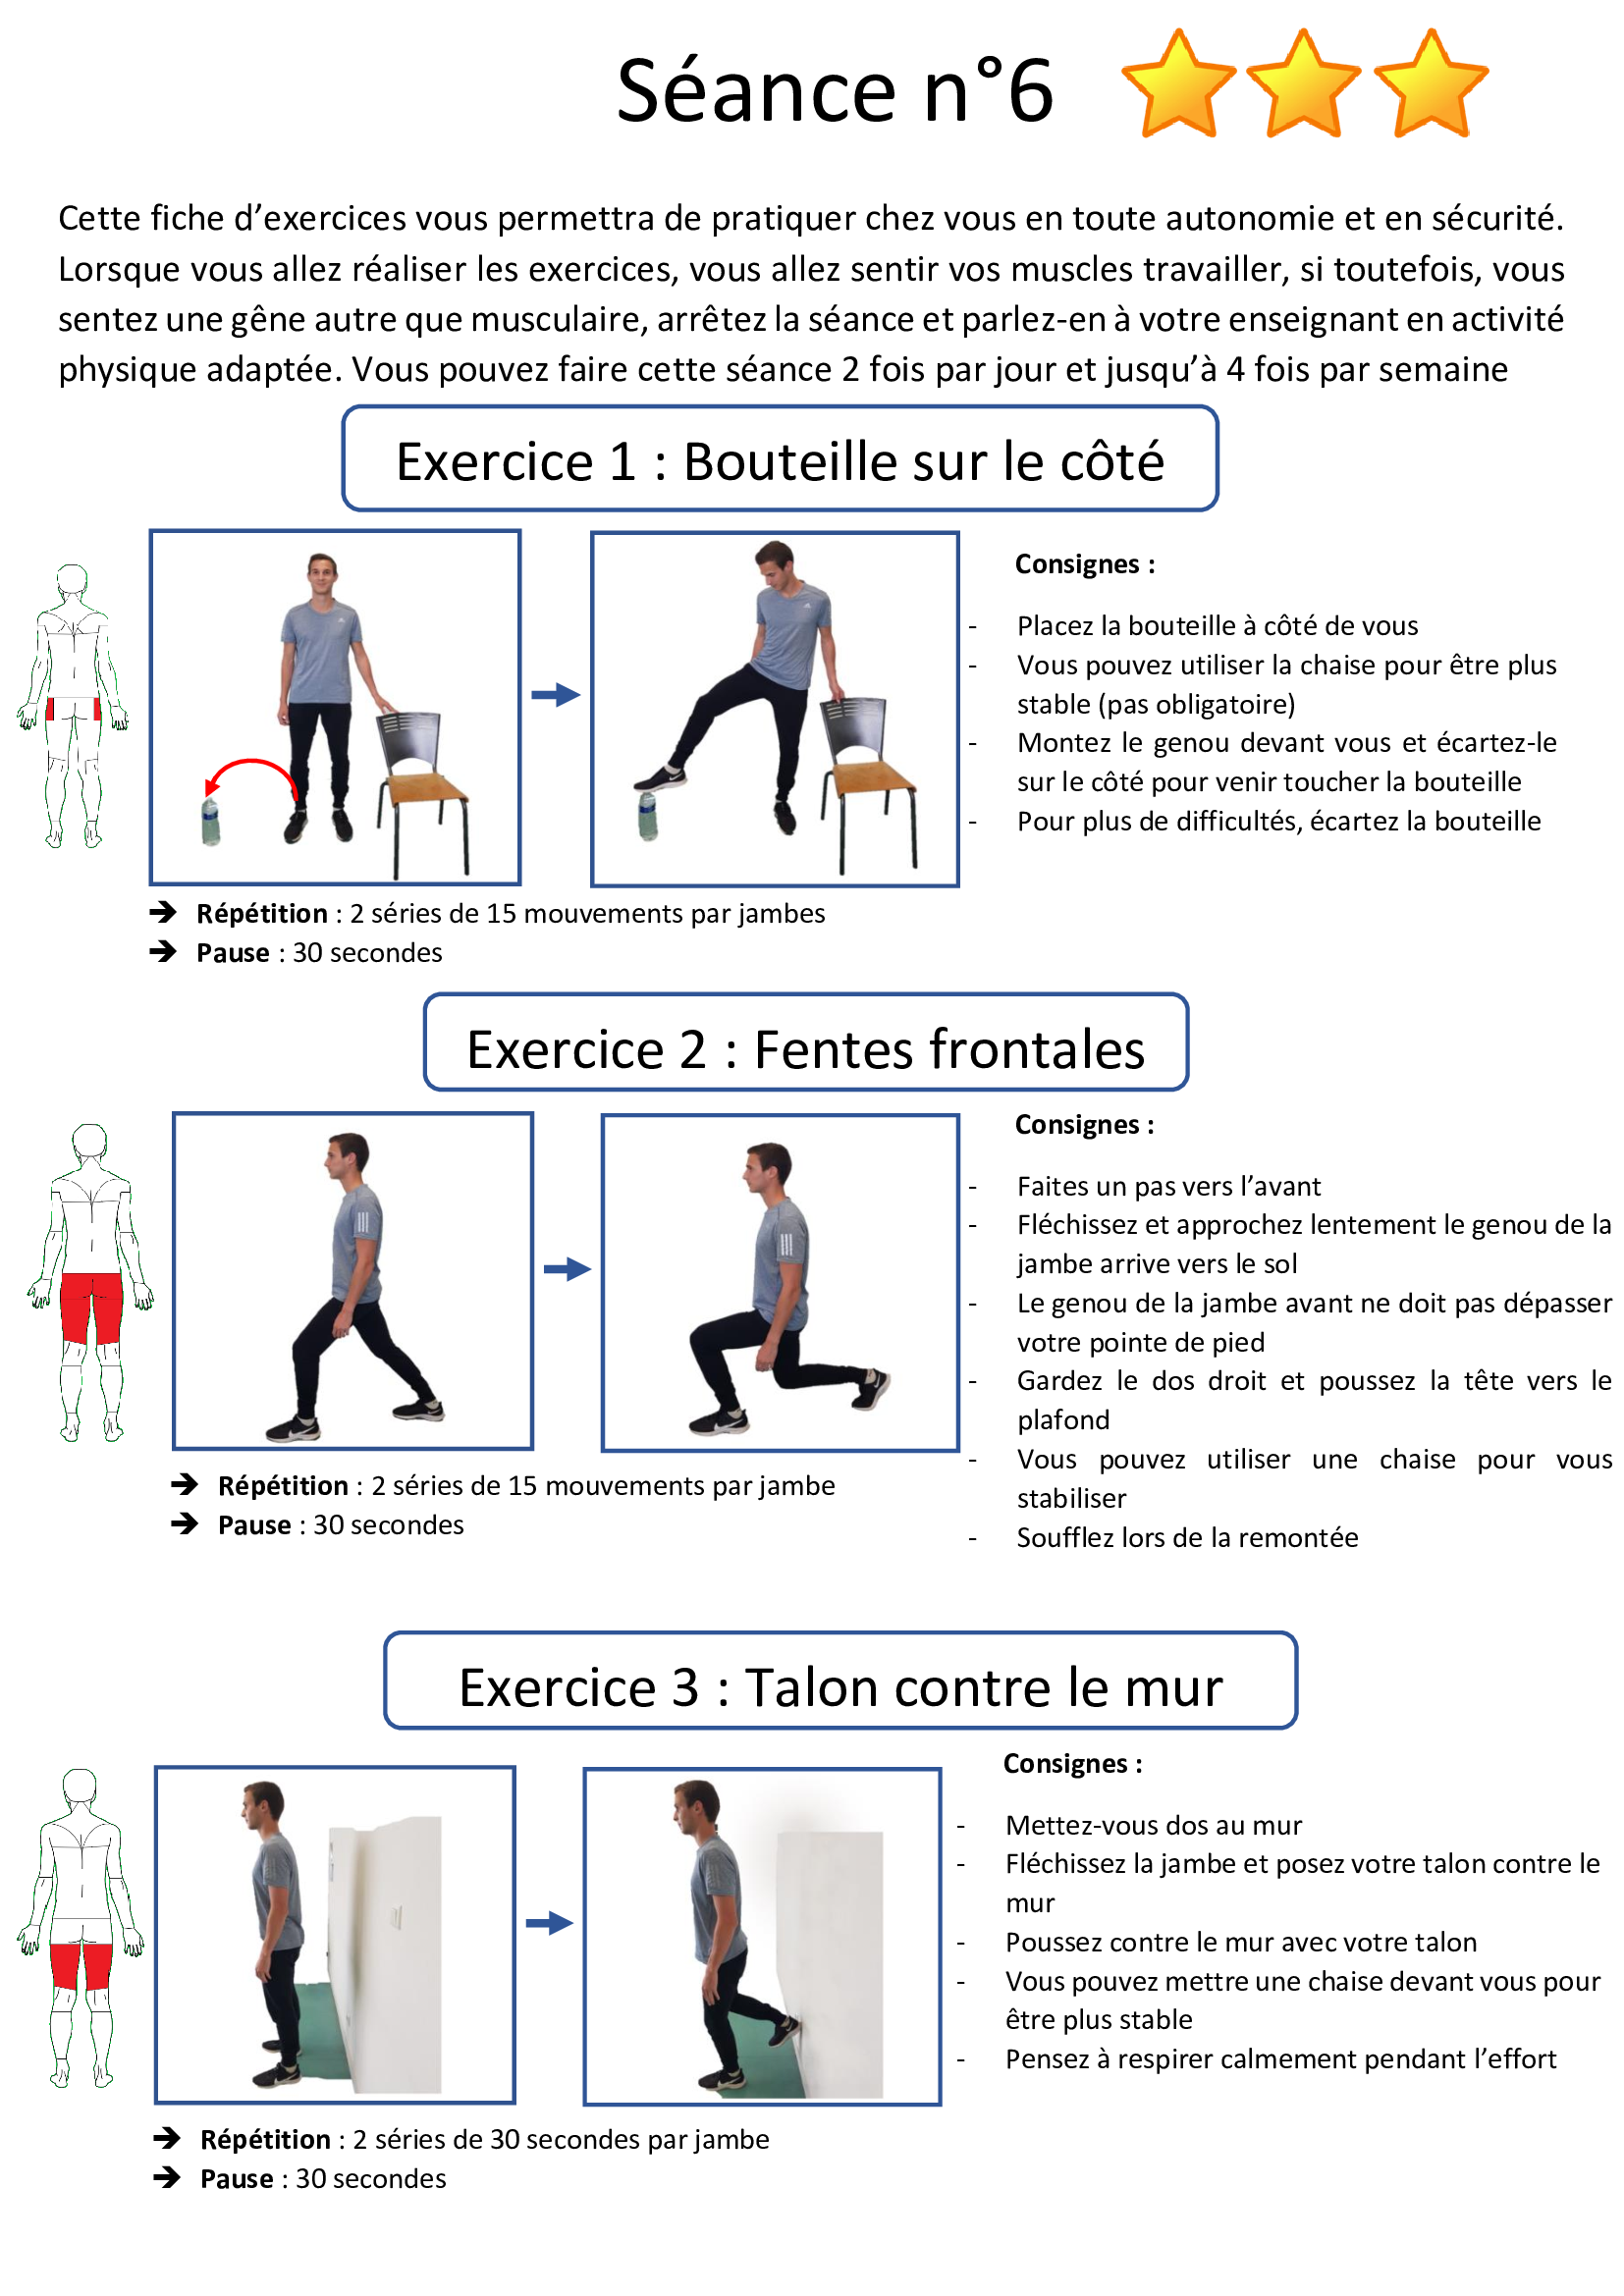 Séance n°6
Cette fiche d’exercices vous permettra de pratiquer chez vous en toute autonomie et en sécurité.
Lorsque vous allez réaliser les exercices, vous allez sentir vos muscles travailler, si toutefois, vous
sentez une gêne autre que musculaire, arrêtez la séance et parlez-en à votre enseignant en activité
physique adaptée. Vous pouvez faire cette séance 2 fois par jour et jusqu’à 4 fois par semaine
Exercice 1 : Bouteille sur le côté
Consignes :
- Placez la bouteille à côté de vous
- Vous pouvez utiliser la chaise pour être plus
stable (pas obligatoire)
- Montez le genou devant vous et écartez-le
sur le côté pour venir toucher la bouteille
- Pour plus de difficultés, écartez la bouteille
➔ Répétition : 2 séries de 15 mouvements par jambes
➔ Pause : 30 secondes
Exercice 2 : Fentes frontales
Consignes :
- Faites un pas vers l’avant
- Fléchissez et approchez lentement le genou de la
jambe arrive vers le sol
- Le genou de la jambe avant ne doit pas dépasser
votre pointe de pied
- Gardez le dos droit et poussez la tête vers le
plafond
- Vous pouvez utiliser une chaise pour vous
stabiliser
- Soufflez lors de la remontée
➔ Répétition : 2 séries de 15 mouvements par jambe
➔ Pause : 30 secondes
Exercice 3 : Talon contre le mur
Consignes :
- Mettez-vous dos au mur
- Fléchissez la jambe et posez votre talon contre le
mur
- Poussez contre le mur avec votre talon
- Vous pouvez mettre une chaise devant vous pour
être plus stable
- Pensez à respirer calmement pendant l’effort
➔ Répétition : 2 séries de 30 secondes par jambe
➔ Pause : 30 secondes